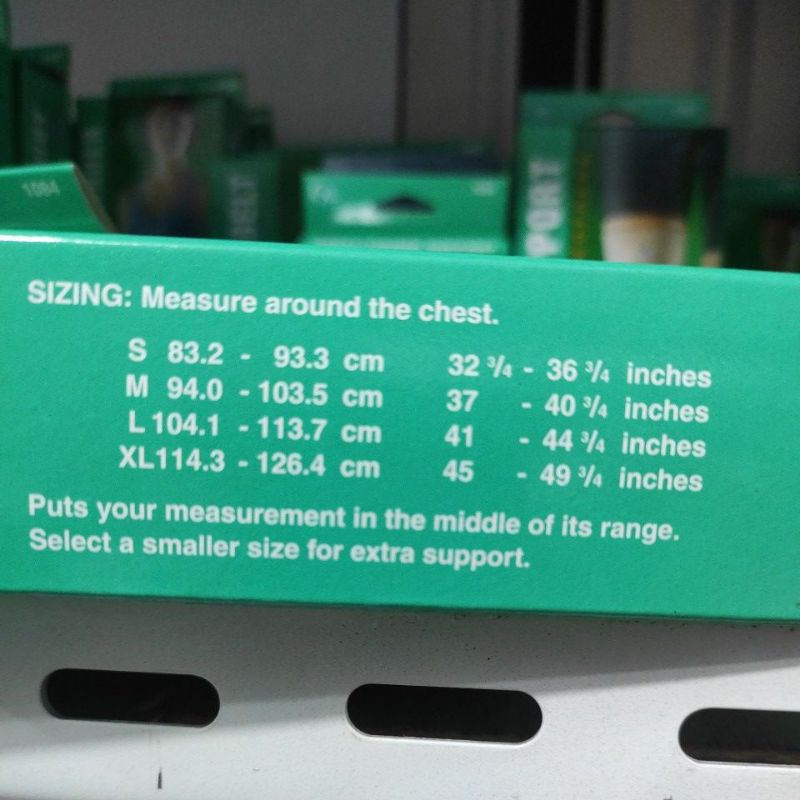 1084
PORT
SIZING: Measure around the chest.
S 83.2 - 93.3 cm 32 3/4 - 36 3/4 inches
M 94.0 - 103.5 cm 37 - 40 3/4 inches
L 104.1 - 113.7 cm 41 - 44 3/4 inches
XL114.3 - 126.4 cm 45 - 49 3/4 inches
Puts your measurement in the middle of its range.
Select a smaller size for extra support.